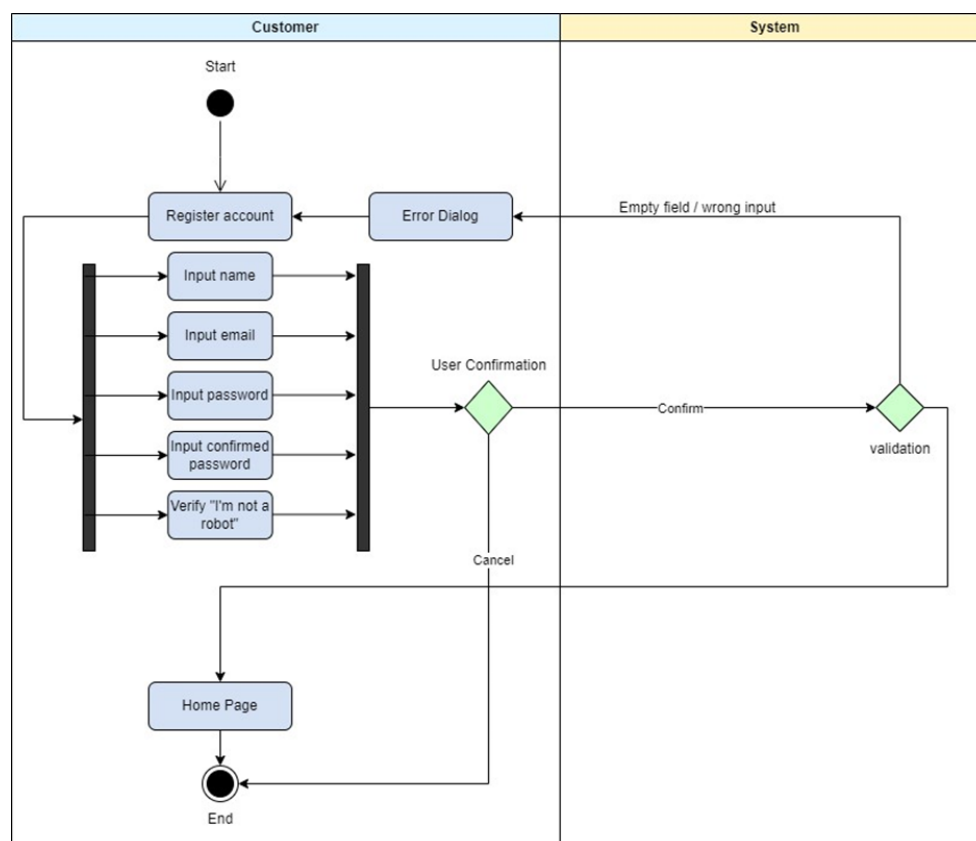 Customer
System
Start
Register account
Error Dialog
Empty field / wrong input
Input name
Input email
User Confirmation
Input password
Confirm
validation
Input confirmed
password
Verify "I'm not a
robot"
Cancel
Home Page
End